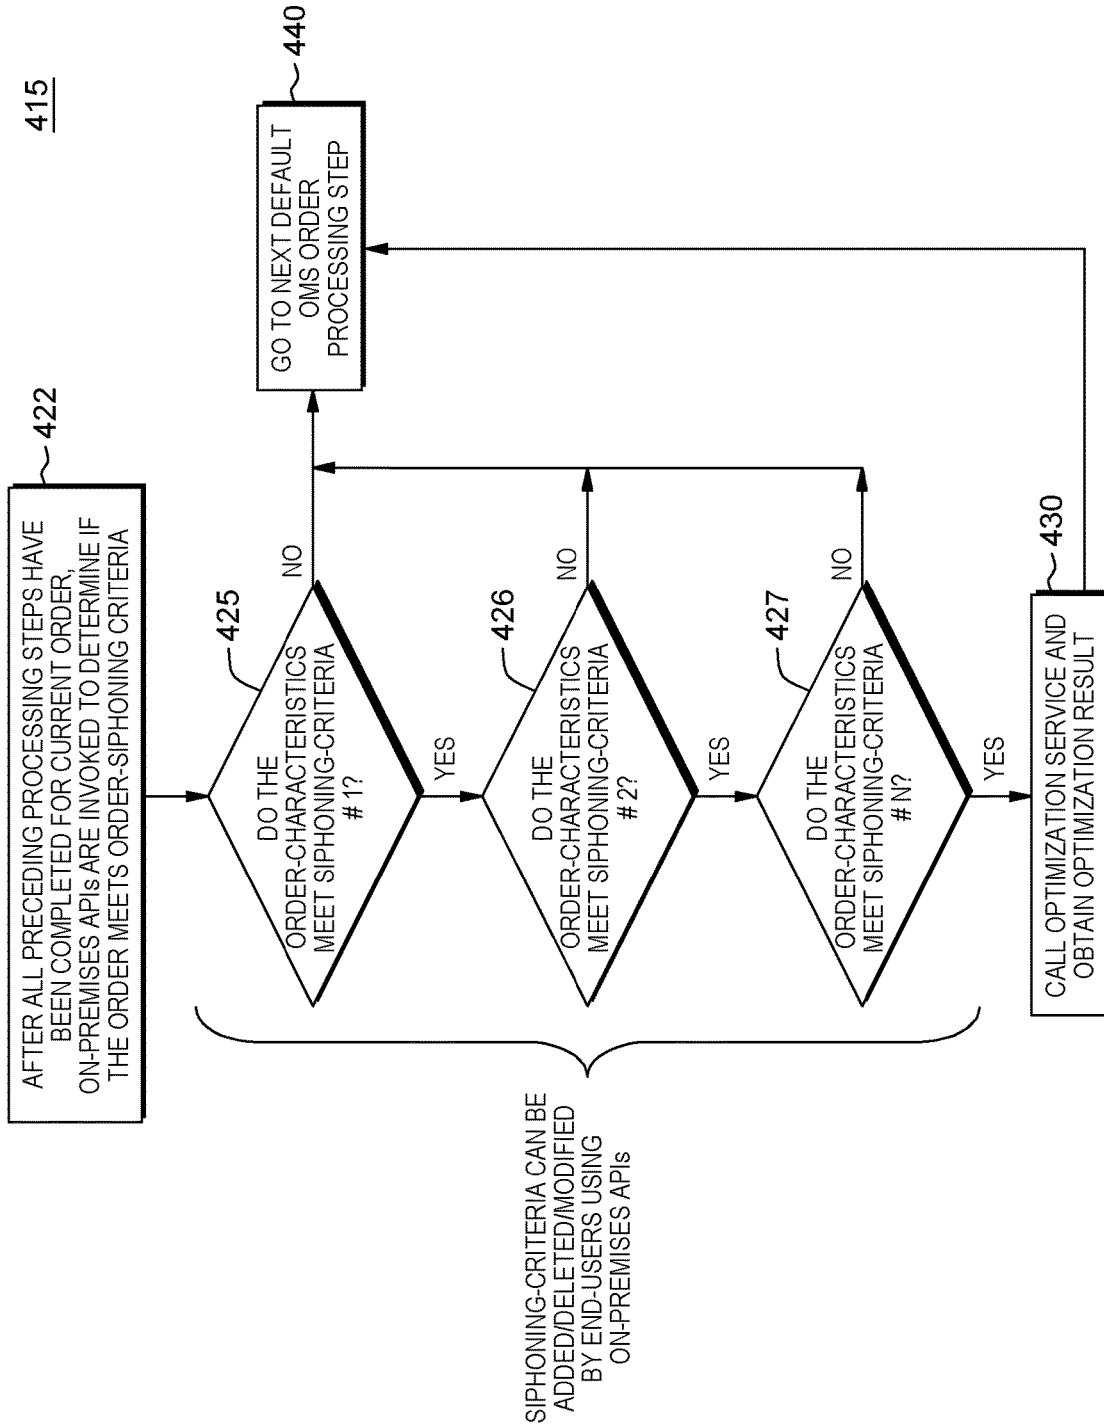 415
AFTER ALL PRECEDING PROCESSING STEPS HAVE
BEEN COMPLETED FOR CURRENT ORDER,
ON-PREMISES APIs ARE INVOKED TO DETERMINE IF
THE ORDER MEETS ORDER-SIPHONING CRITERIA
422
DO THE
ORDER-CHARACTERISTICS
MEET SIPHONING-CRITERIA
# 1?
425
NO
YES
GO TO NEXT DEFAULT
OMS ORDER
PROCESSING STEP
440
DO THE
ORDER-CHARACTERISTICS
MEET SIPHONING-CRITERIA
# 2?
426
NO
YES
SIPHONING-CRITERIA CAN BE
ADDED/DELETED/MODIFIED
BY END-USERS USING
ON-PREMISES APIs
DO THE
ORDER-CHARACTERISTICS
MEET SIPHONING-CRITERIA
# N?
427
NO
YES
CALL OPTIMIZATION SERVICE AND
OBTAIN OPTIMIZATION RESULT
430